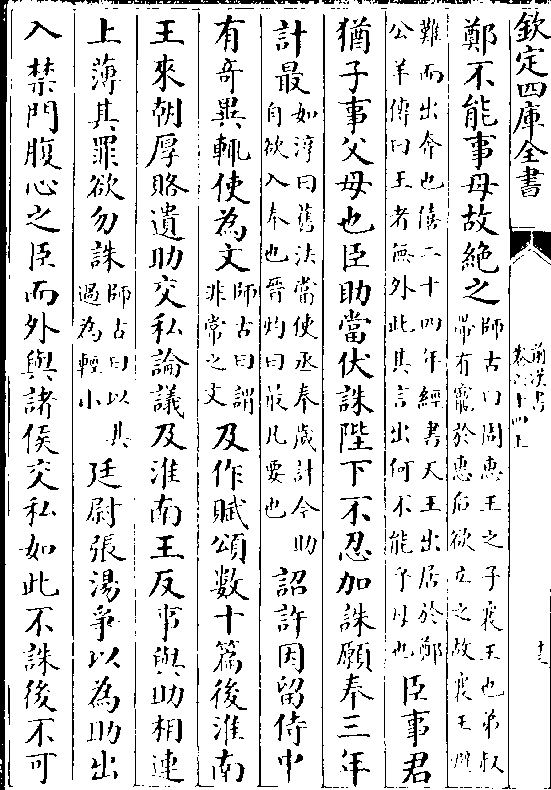 欽定四庫全書
前漢書
卷六十四上
鄭不能事母故絶之師古曰周惠王之子襄王也弟叔
帶有寵於惠后欲立之故襄王避
難而出奔也僖二十四年經書天王出居於鄭
公羊傳曰王者無外此其言出何不能乎母也臣事君
猶子事父母也臣助當伏誅陛下不忍加誅願奉三年
計最如淳曰舊法當使丞奉歲計今助
自欲入奉也晉灼曰最凡要也詔許因留侍中
有奇異輒使為文師古曰謂
非常之文及作賦頌數十篇後淮南
王來朝厚賂遺助交私論議及淮南王反事與助相連
上薄其罪欲勿誅師古曰以其
過為輕小廷尉張湯爭以為助出
入禁門腹心之臣而外與諸侯交私如此不誅後不可